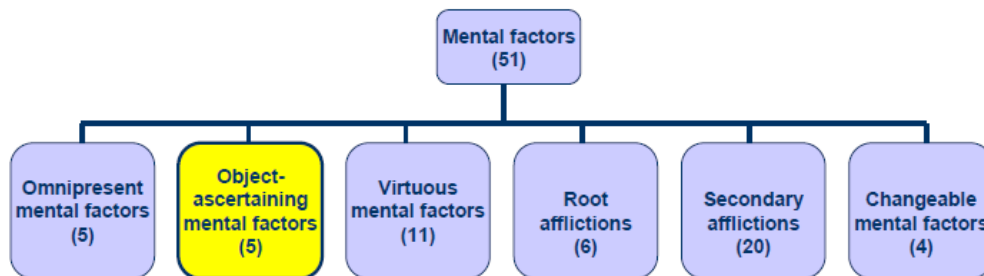 Mental factors
(51)
Omnipresent
mental factors
(5)
Object-
ascertaining
mental factors
(5)
Virtuous
mental factors
(11)
Root
afflictions
(6)
Secondary
afflictions
(20)
Changeable
mental factors
(4)